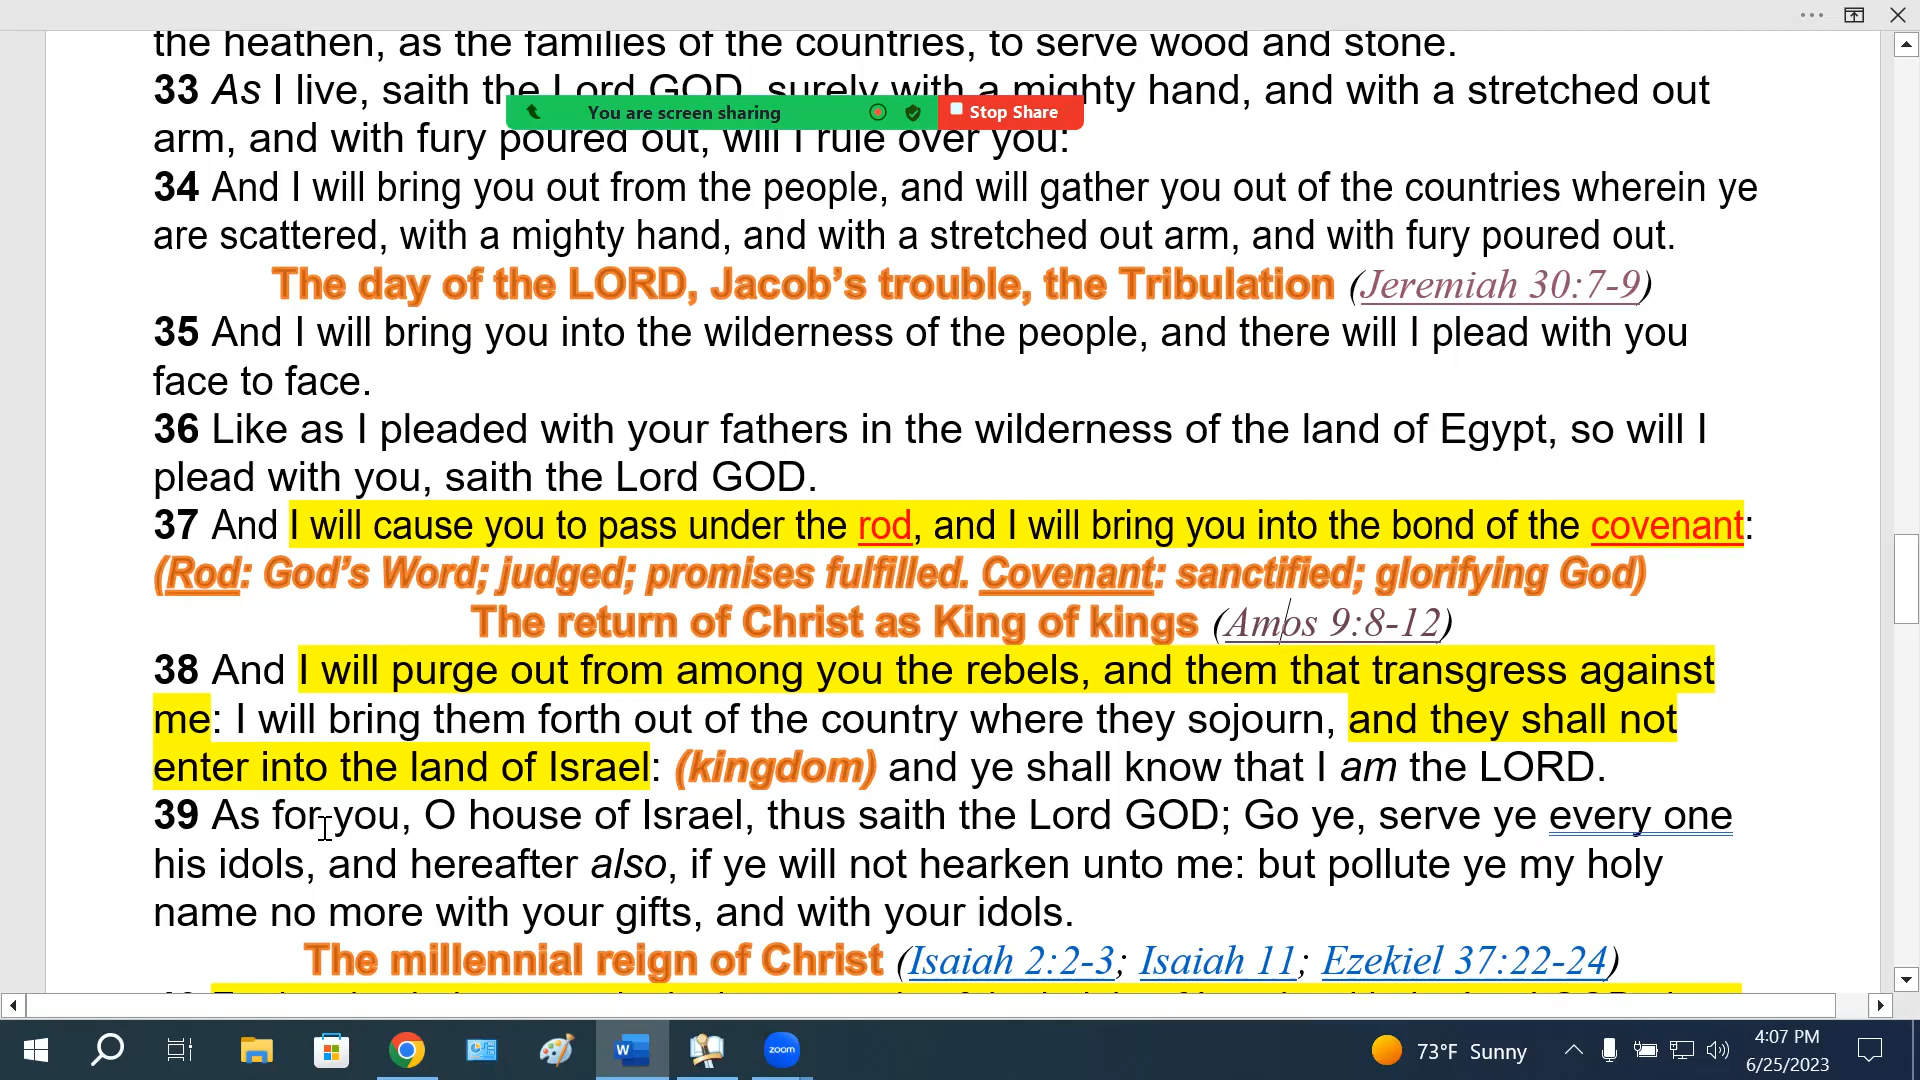 the heathen, as the families of the countries, to serve wood and stone.
33 As I live, saith the Lord GOD, surely with a mighty hand, and with a stretched out
You are screen sharing
Stop Share
arm, and with fury poured out, will I rule over you:
34 And I will bring you out from the people, and will gather you out of the countries wherein ye
are scattered, with a mighty hand, and with a stretched out arm, and with fury poured out.
The day of the LORD, Jacob’s trouble, the Tribulation (Jeremiah 30:7-9)
35 And I will bring you into the wilderness of the people, and there will I plead with you
face to face.
36 Like as I pleaded with your fathers in the wilderness of the land of Egypt, so will I
plead with you, saith the Lord GOD.
37 And I will cause you to pass under the rod, and I will bring you into the bond of the covenant:
(Rod: God’s Word; judged; promises fulfilled. Covenant: sanctified; glorifying God)
The return of Christ as King of kings (Amos 9:8-12)
38 And I will purge out from among you the rebels, and them that transgress against
me: I will bring them forth out of the country where they sojourn, and they shall not
enter into the land of Israel: (kingdom) and ye shall know that I am the LORD.
39 As for you, O house of Israel, thus saith the Lord GOD; Go ye, serve ye every one
his idols, and hereafter also, if ye will not hearken unto me: but pollute ye my holy
name no more with your gifts, and with your idols.
The millennial reign of Christ (Isaiah 2:2-3; Isaiah 11; Ezekiel 37:22-24)
W
zoom
73°F Sunny
4:07 PM
6/25/2023